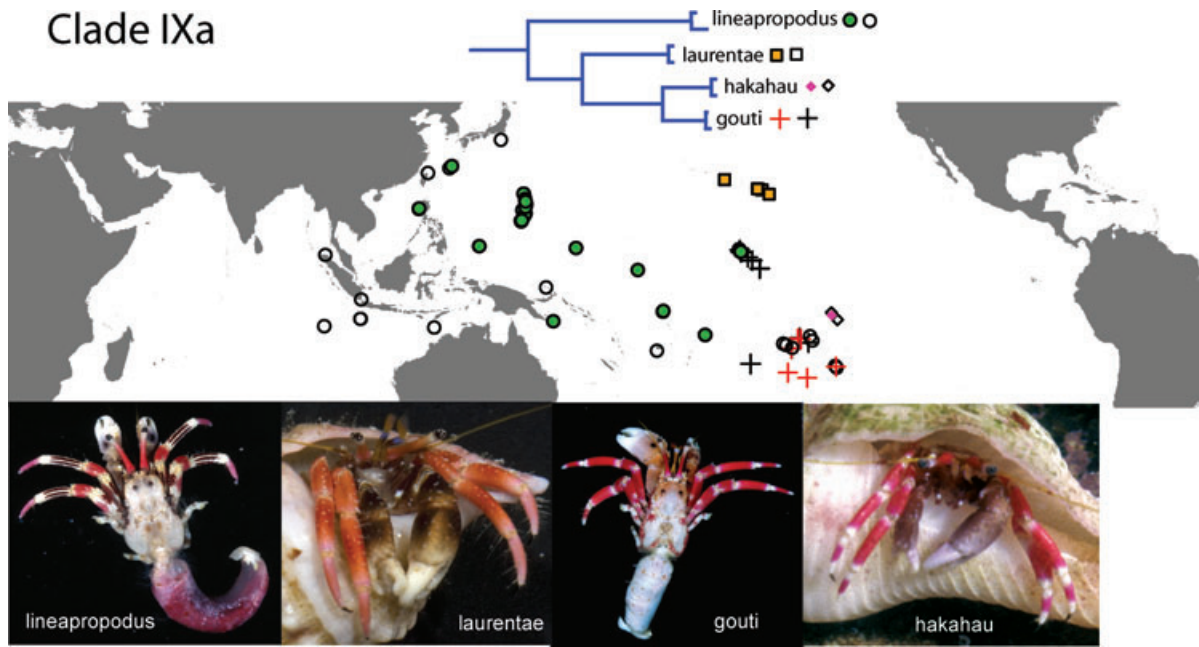 Clade IXa
lineapropodus
laurentae
hakahau
gouti
lineapropodus
laurentae
gouti
hakahau